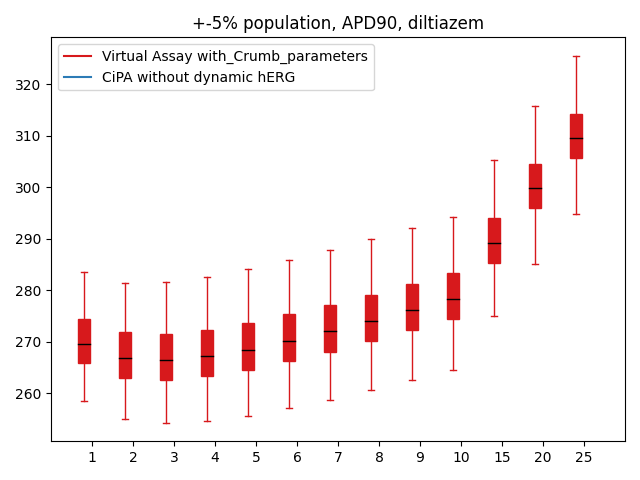 +-5% population, APD90, diltiazem
Virtual Assay with_Crumb_parameters
CiPA without dynamic hERG
320
310
300
290
280
270
260
1 2 3 4 5 6 7 8 9 10 15 20 25